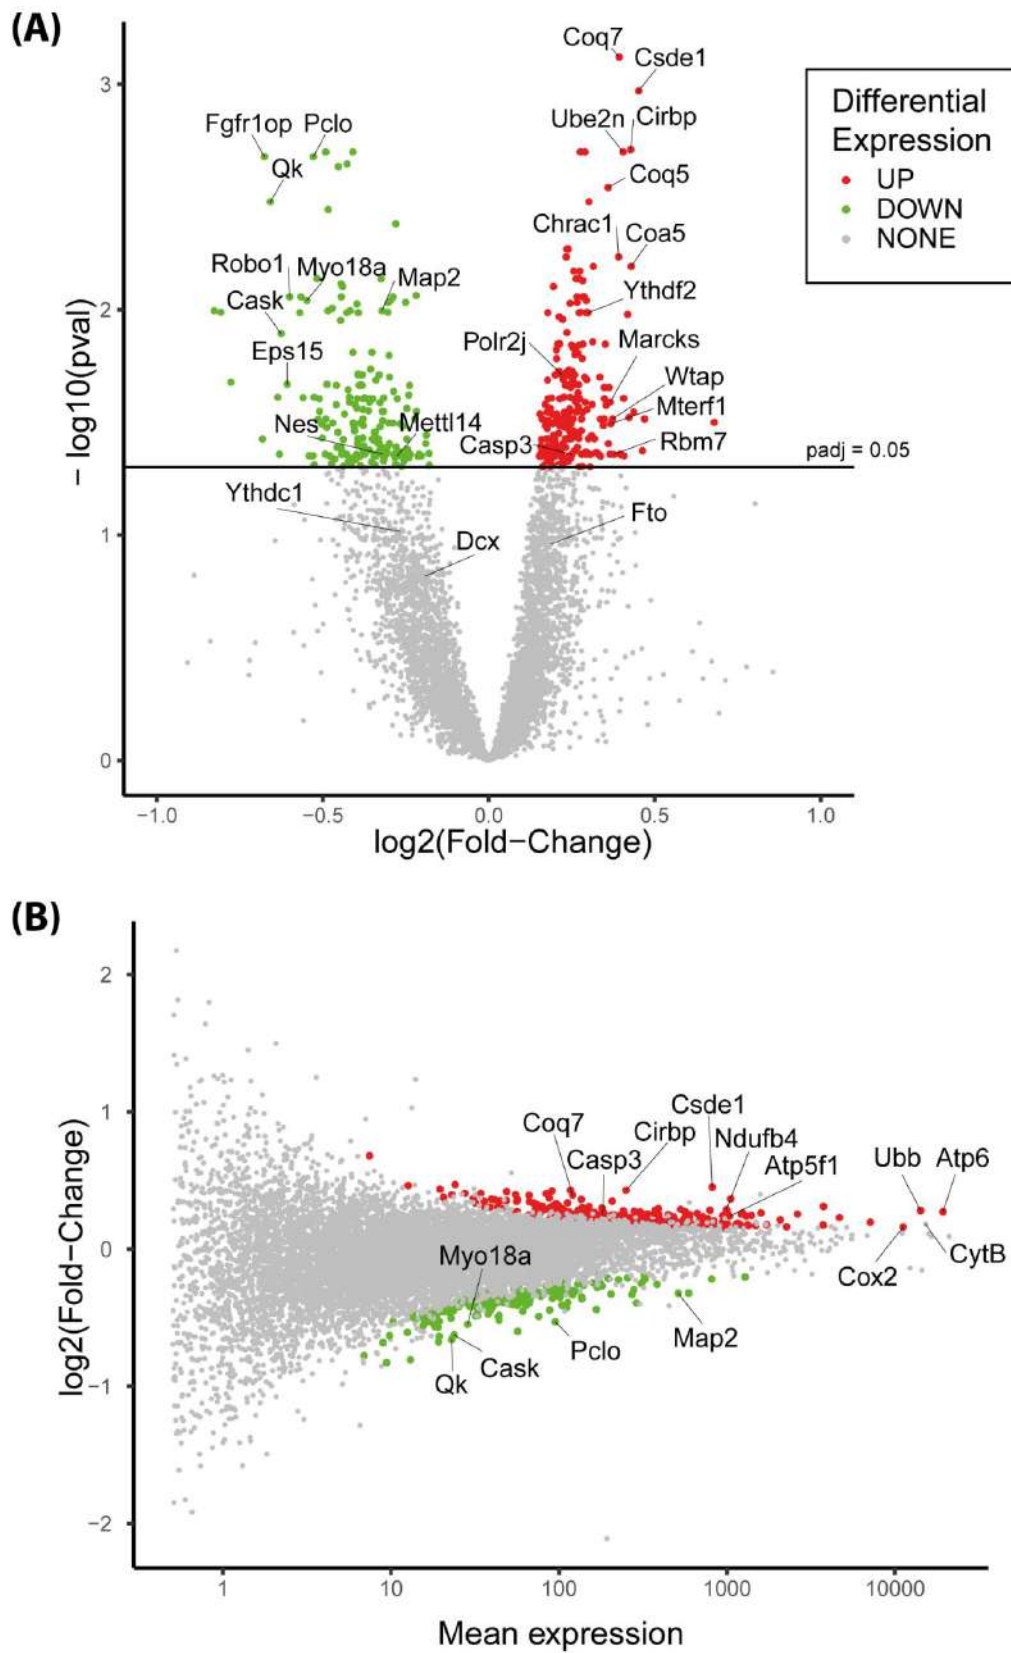 (A)
Coq7
Csde1
Fgfr1op Pclo
Ube2n Cirbp
Qk
Coq5
Chrac1 Coa5
Robo1 Myo18a Map2
Cask
Ythdf2
Eps15
Polr2j
Marcks
Wtap
Nes Mettl14
Mterf1
Casp3
Rbm7
padj = 0.05
Ythdc1
Fto
Dcx
Differential
Expression
UP
DOWN
NONE
3
2
1
0
− log10(pval)
−1.0 −0.5 0.0 0.5 1.0
log2(Fold−Change)
(B)
2
1
0
−1
−2
log2(Fold−Change)
Csde1
Coq7 Cirbp Ndufb4
Casp3 Atp5f1 Ubb Atp6
Myo18a
Cox2 CytB
Pclo Map2
Cask
Qk
1 10 100 1000 10000
Mean expression